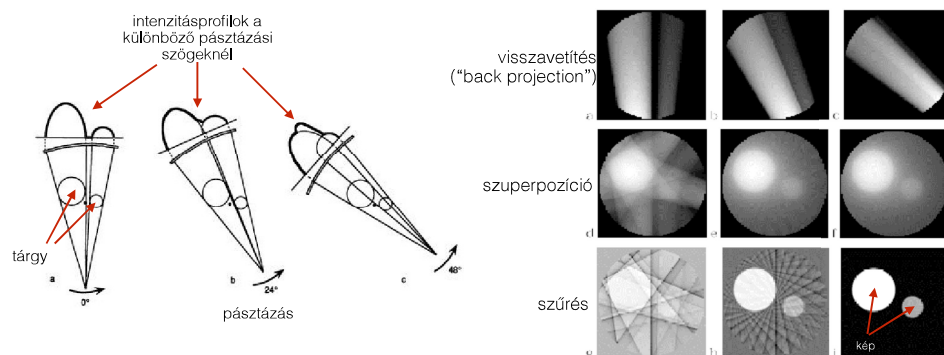 intenzitásprofilok a
különböző pásztázási
szögeknél
tárgy
a
0°
b
24°
c
48°
pásztázás
visszavetítés
("back projection")
a
b
c
szuperpozíció
d
e
f
szűrés
g
h
i
kép